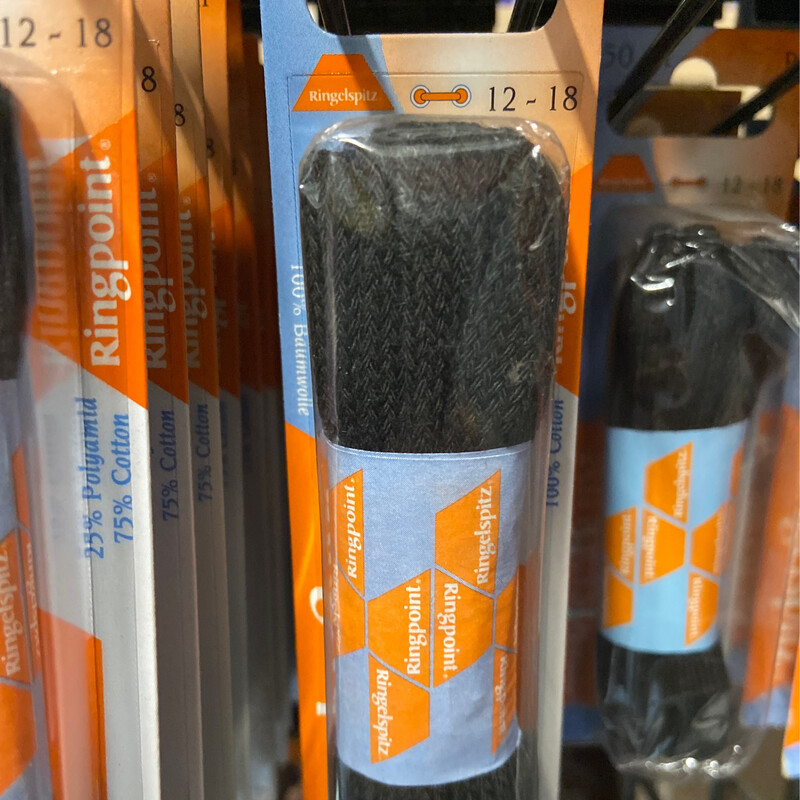 12 - 18
Ringpoint®
25% Polyamid
75% Cotton
8
Ringpoint®
75% Cotton
8
75% Cotton
8
Ringelspitz
12 - 18
100% Baumwolle
100% Cotton
Ringpoint®
Ringelspitz
Ringpoint®
Ringpoint®
Ringelspitz
Ringelspitz
50
Ringelspitz
12 - 18
Ringelspitz
Ringpoint